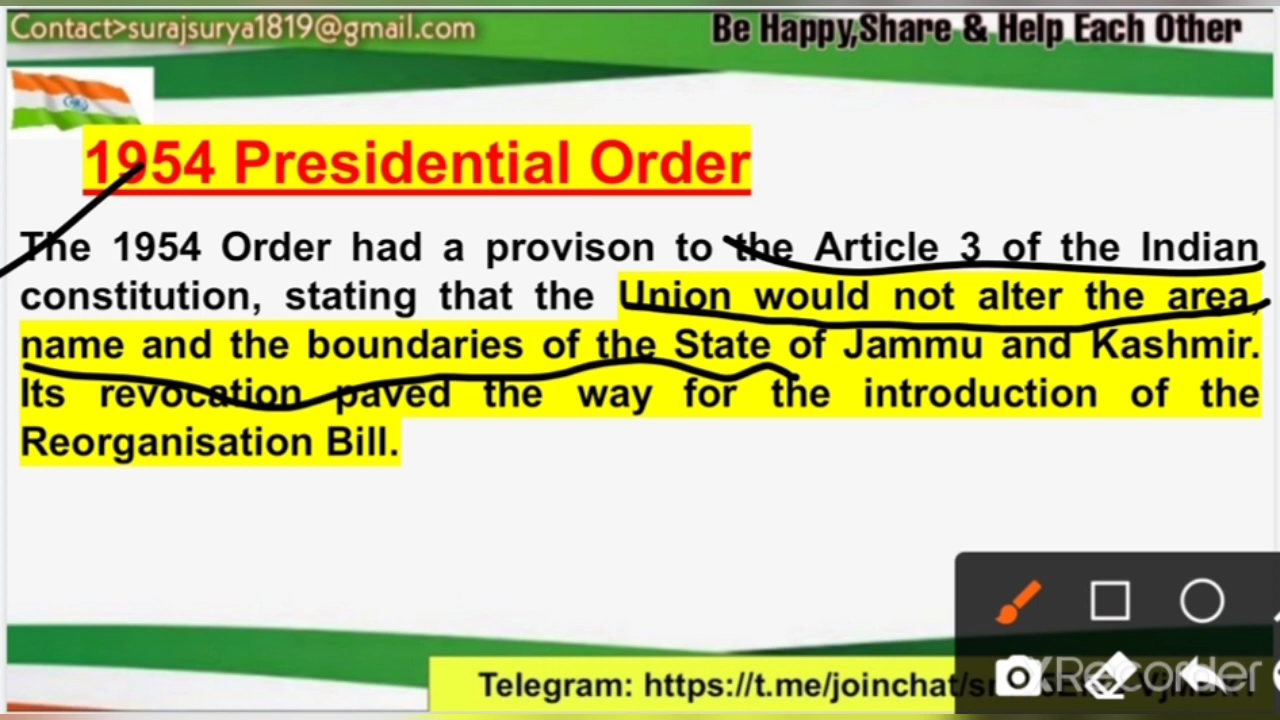 Contact>surajsurya1819@gmail.com
Be Happy,Share & Help Each Other
1954 Presidential Order
The 1954 Order had a provison to the Article 3 of the Indian
constitution, stating that the Union would not alter the area,
name and the boundaries of the State of Jammu and Kashmir.
Its revocation paved the way for the introduction of the
Reorganisation Bill.
Telegram: https://t.me/joinchat/
XRecorder